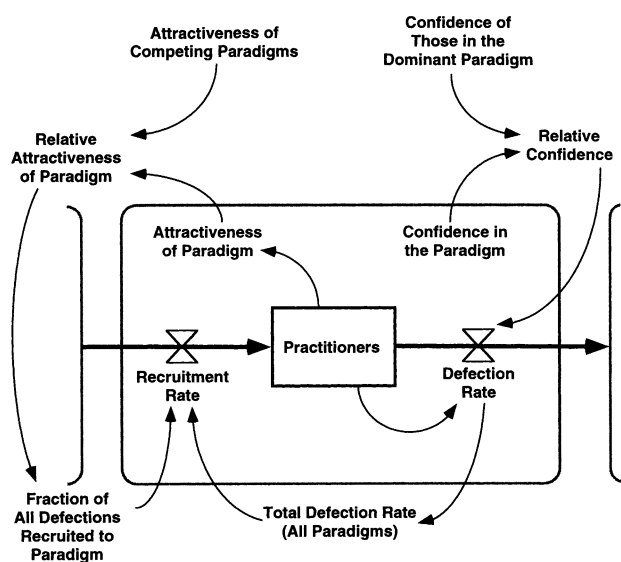 Attractiveness of
Competing Paradigms
Confidence of
Those in the
Dominant Paradigm
Relative
Attractiveness
of Paradigm
Relative
Confidence
Attractiveness
of Paradigm
Confidence in
the Paradigm
Practitioners
Recruitment
Rate
Defection
Rate
Fraction of
All Defections
Recruited to
Paradigm
Total Defection Rate
(All Paradigms)